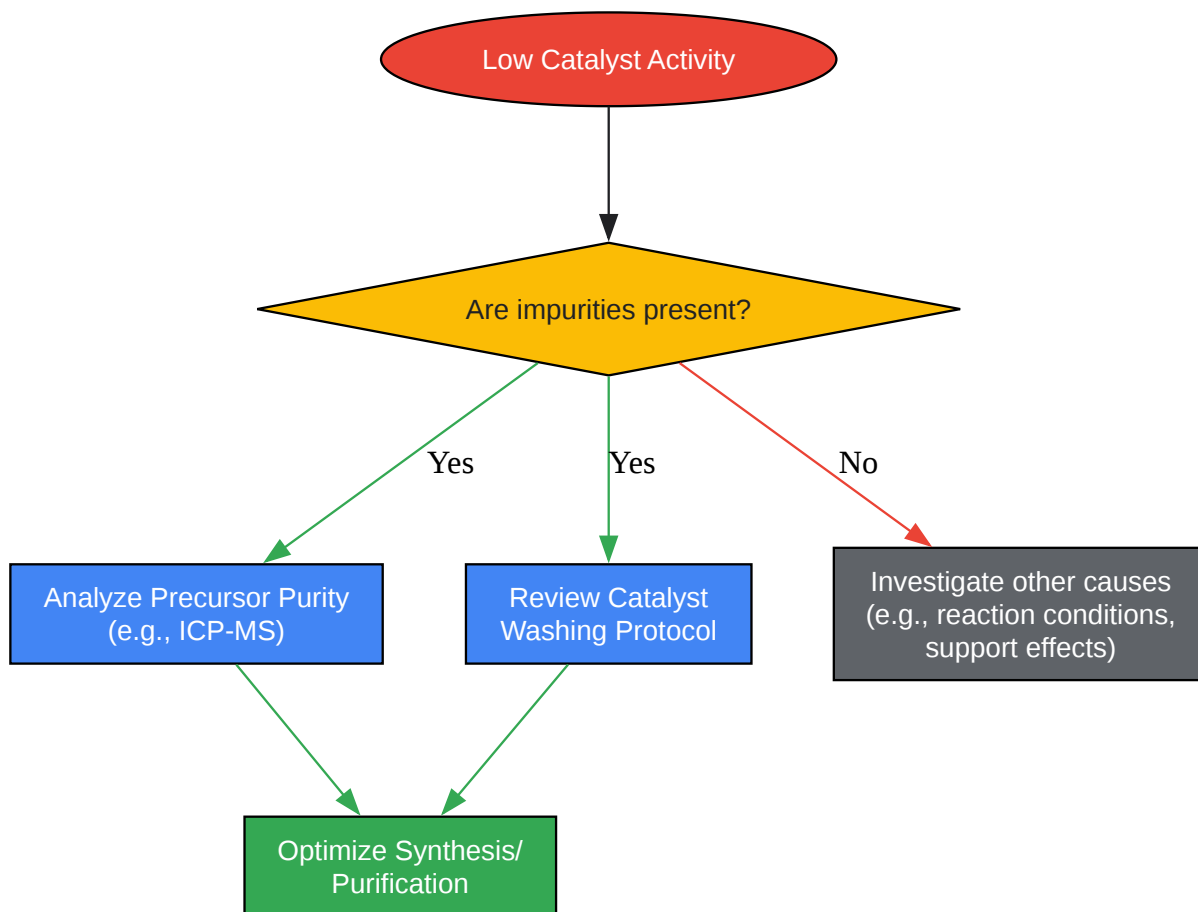 Low Catalyst Activity
Are impurities present?
Yes
Yes
No
Analyze Precursor Purity
(e.g., ICP-MS)
Review Catalyst
Washing Protocol
Investigate other causes
(e.g., reaction conditions,
support effects)
Optimize Synthesis/
Purification